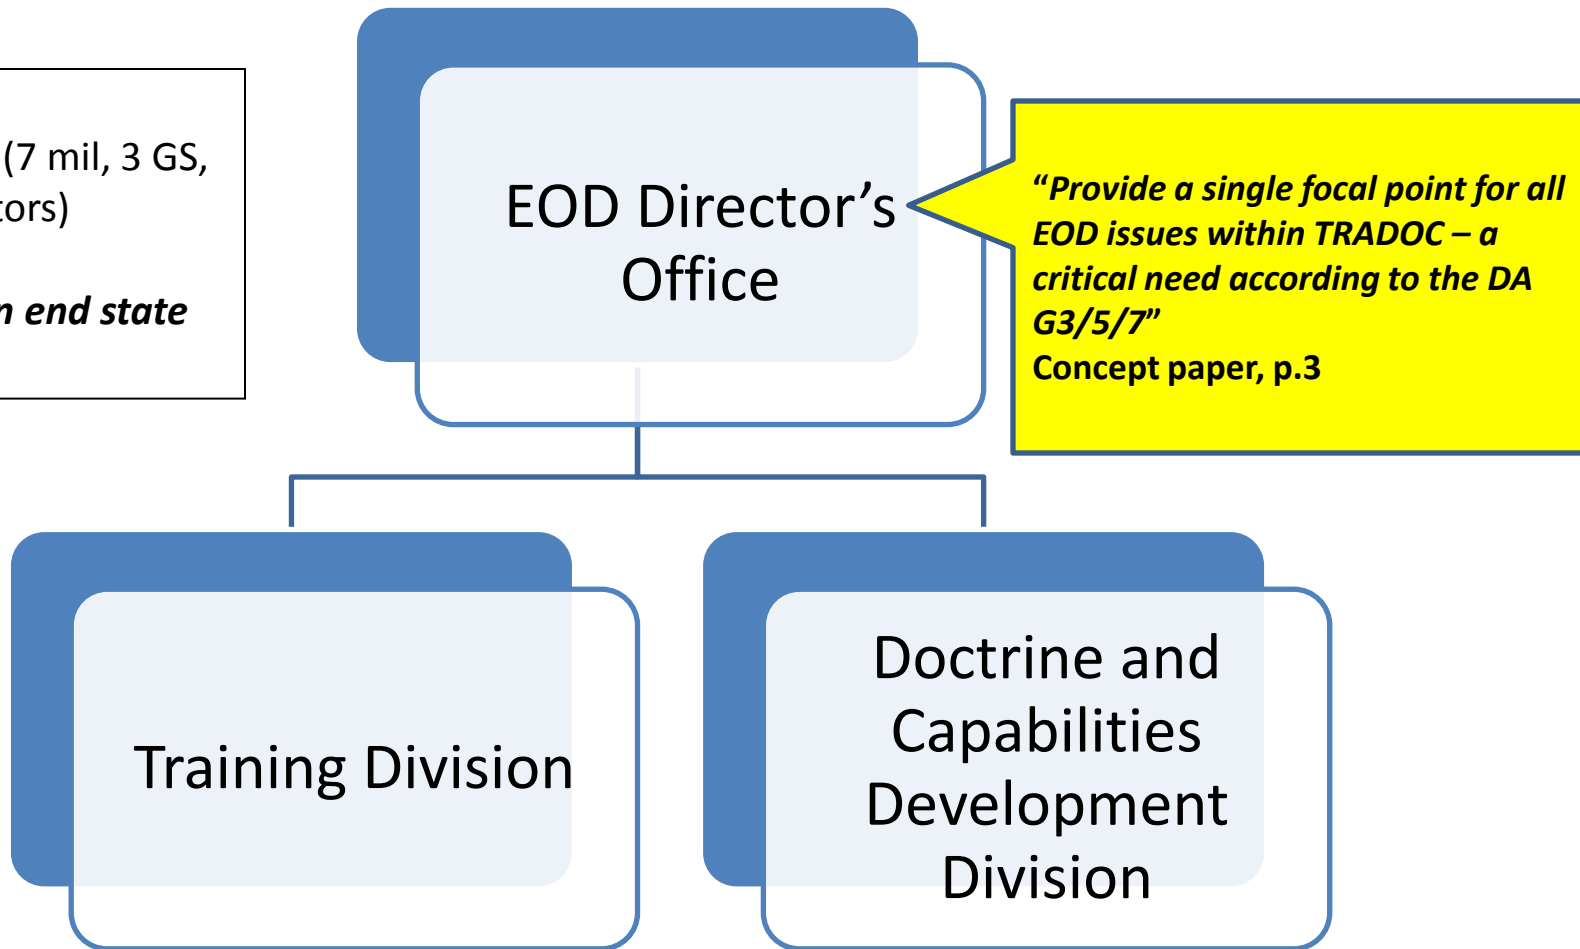 (7 mil, 3 GS,
tors)
n end state
EOD Director’s
Office
“Provide a single focal point for all
EOD issues within TRADOC – a
critical need according to the DA
G3/5/7”
Concept paper, p.3
Training Division
Doctrine and
Capabilities
Development
Division